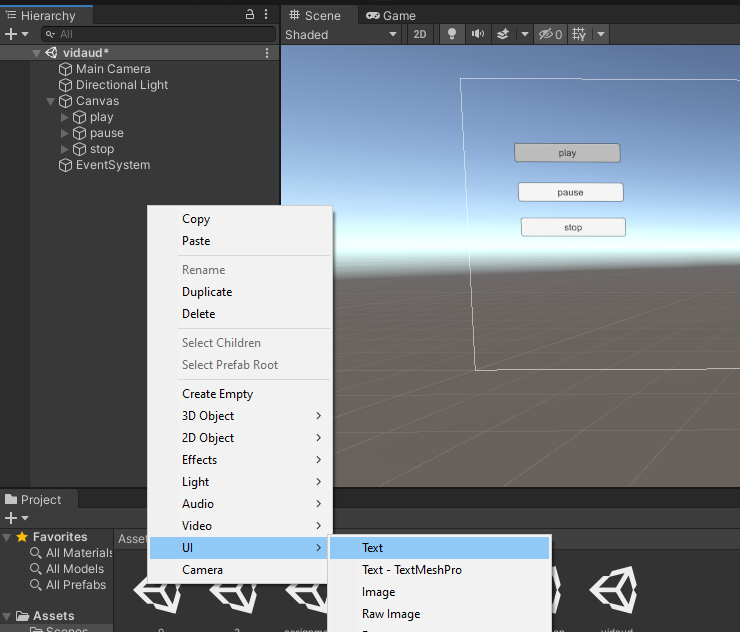 Hierarchy
Scene
Game
All
Shaded
2D
0
vidaud*
Main Camera
Directional Light
Canvas
play
pause
stop
EventSystem
play
pause
stop
Copy
Paste
Rename
Duplicate
Delete
Select Children
Select Prefab Root
Create Empty
3D Object
2D Object
Effects
Light
Audio
Video
UI
Camera
Text
Text - TextMeshPro
Image
Raw Image
Project
Favorites
All Materials
All Models
All Prefabs
Assets
Scenes
Asset